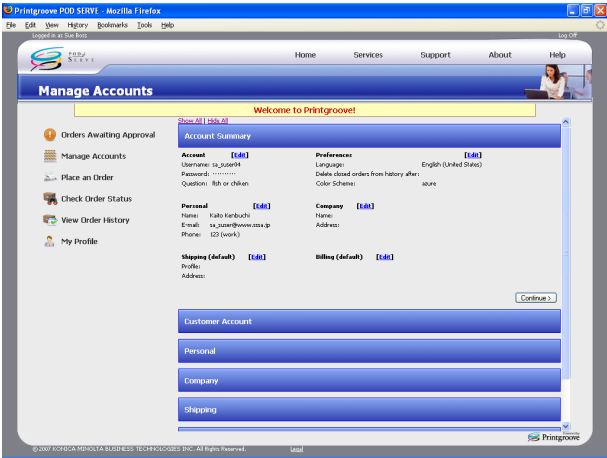 Printgroove POD SERVE - Mozilla Firefox
File Edit View History Bookmarks Tools Help
Logged in as Sue Boss Log Off
POD
SERVE
Home Services Support About Help
Manage Accounts
Welcome to Printgroove!
Show All | Hide All
Orders Awaiting Approval
Manage Accounts
Place an Order
Check Order Status
View Order History
My Profile
Account Summary
Account [Edit]
Username: sa_suser04
Password: ··········
Question: fish or chiken
Preferences [Edit]
Language: English (United States)
Delete closed orders from history after:
Color Scheme: azure
Personal [Edit]
Name: Kaito Kenbuchi
E-mail: sa_suser@www.sssa.jp
Phone: 123 (work)
Company [Edit]
Name:
Address:
Shipping (default) [Edit]
Profile:
Address:
Billing (default) [Edit]
Continue >
Customer Account
Personal
Company
Shipping
Powered by
Printgroove
© 2007 KONICA MINOLTA BUSINESS TECHNOLOGIES INC. All Rights Reserved. Legal